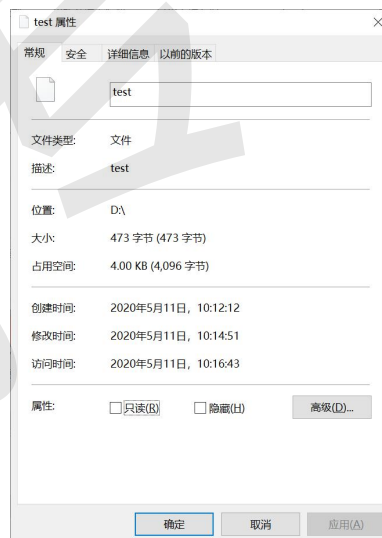 test 属性
常规 安全 详细信息 以前的版本
test
文件类型: 文件
描述: test
位置: D:\
大小: 473 字节 (473 字节)
占用空间: 4.00 KB (4,096 字节)
创建时间: 2020年5月11日，10:12:12
修改时间: 2020年5月11日，10:14:51
访问时间: 2020年5月11日，10:16:43
属性: 只读(R) 隐藏(H) 高级(D)...
确定 取消 应用(A)